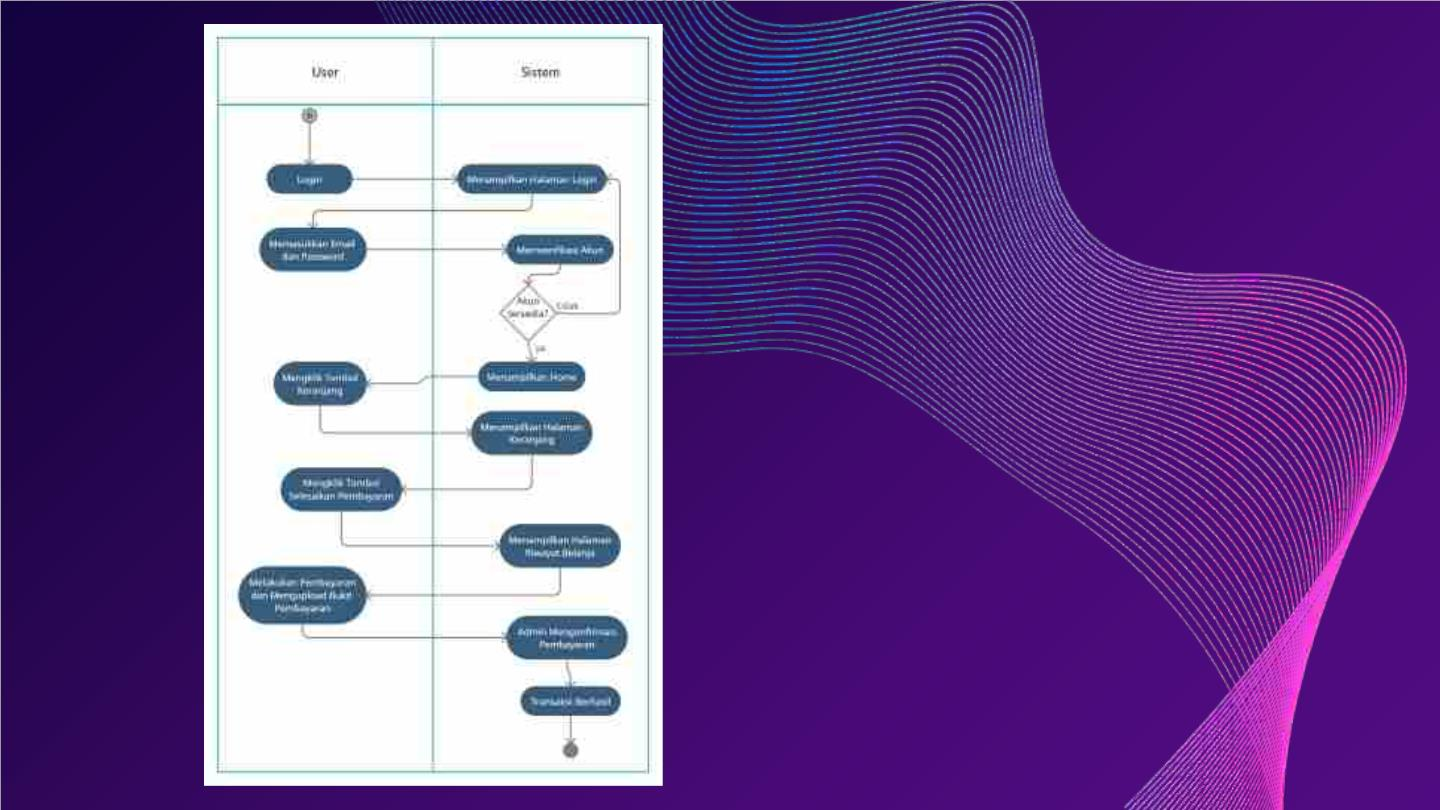 User
Sistem
Login
Menampilkan Halaman Login
Memasukkan Email
dan Password
Memverifikasi Akun
Akun
tersedia?
tidak
ya
Menampilkan Home
Mengklik Tombol
Keranjang
Menampilkan Halaman
Keranjang
Mengklik Tombol
Selesaikan Pembayaran
Menampilkan Halaman
Riwayat Belanja
Melakukan Pembayaran
dan Mengupload Bukti
Pembayaran
Admin Mengonfirmasi
Pembayaran
Transaksi Berhasil